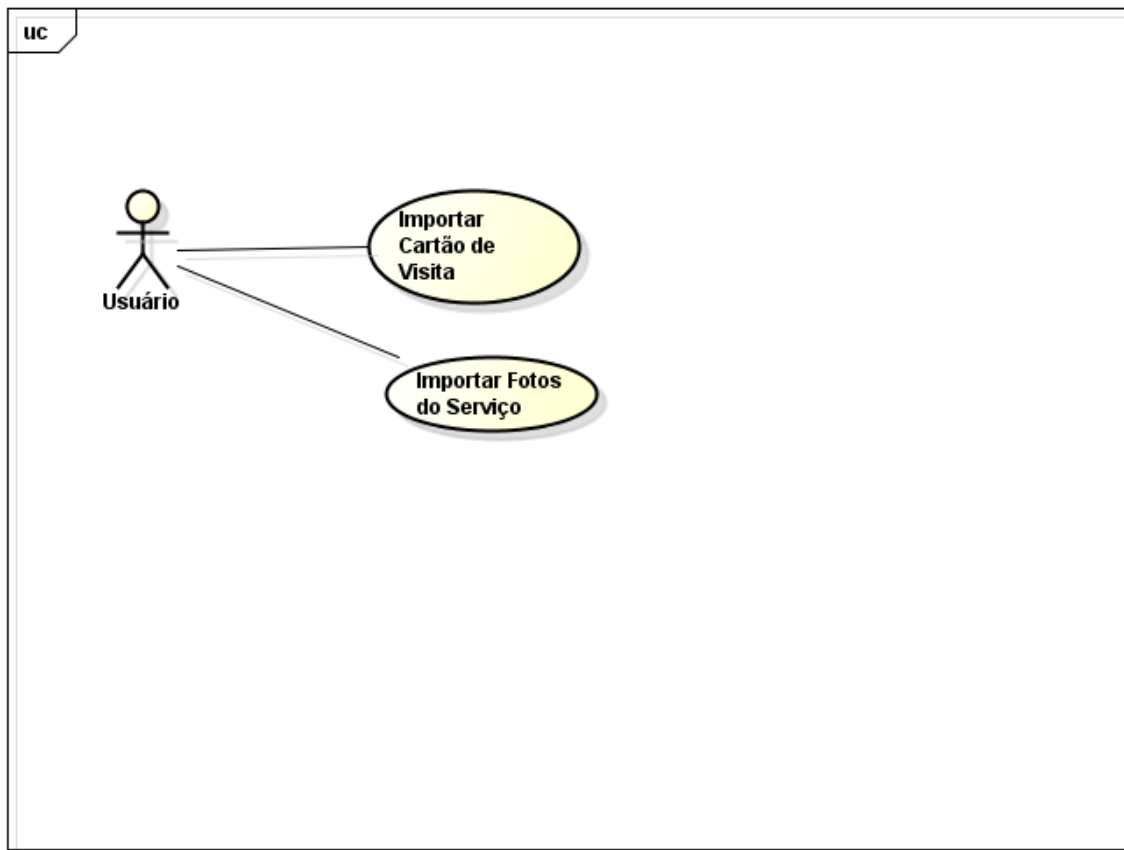 uc
Importar
Cartão de
Visita
Usuário
Importar Fotos
do Serviço